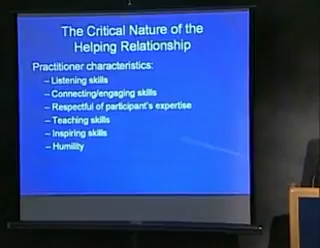 The Critical Nature of the
Helping Relationship
Practitioner characteristics:
– Listening skills
– Connecting/engaging skills
– Respectful of participant's expertise
– Teaching skills
– Inspiring skills
– Humility